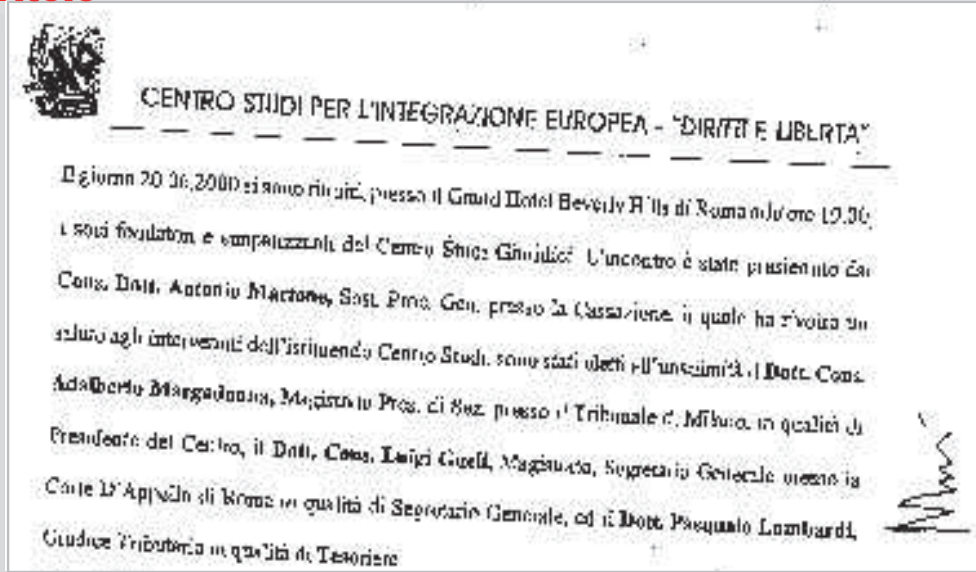 CENTRO STUDI PER L'INTEGRAZIONE EUROPEA - "DIRITTI E LIBERTA"
Il giorno 20.06.2000 si sono riuniti, presso il Grand Hotel Beverly Hills di Roma alle ore 19.30,
i soci fondatori e simpatizzanti del Centro Studi Giuridici. L'incontro è stato presieduto dal
Cons. Dott. Antonio Martone, Sost. Proc. Gen. presso la Cassazione, il quale ha rivolto un
saluto agli intervenuti dell'istituendo Centro Studi, sono stati eletti all'unanimità il Dott. Cons.
Adalberto Margadonna, Magistrato Pres. di Sez. presso il Tribunale di Milano, in qualità di
Presidente del Centro, il Dott. Cons. Luigi Magistrato, Segretario Generale presso la
Corte D'Appello di Roma in qualità di Segretario Generale, ed il Dott. Pasquale Lombardi,
Giudice Tributario in qualità di Tesoriere